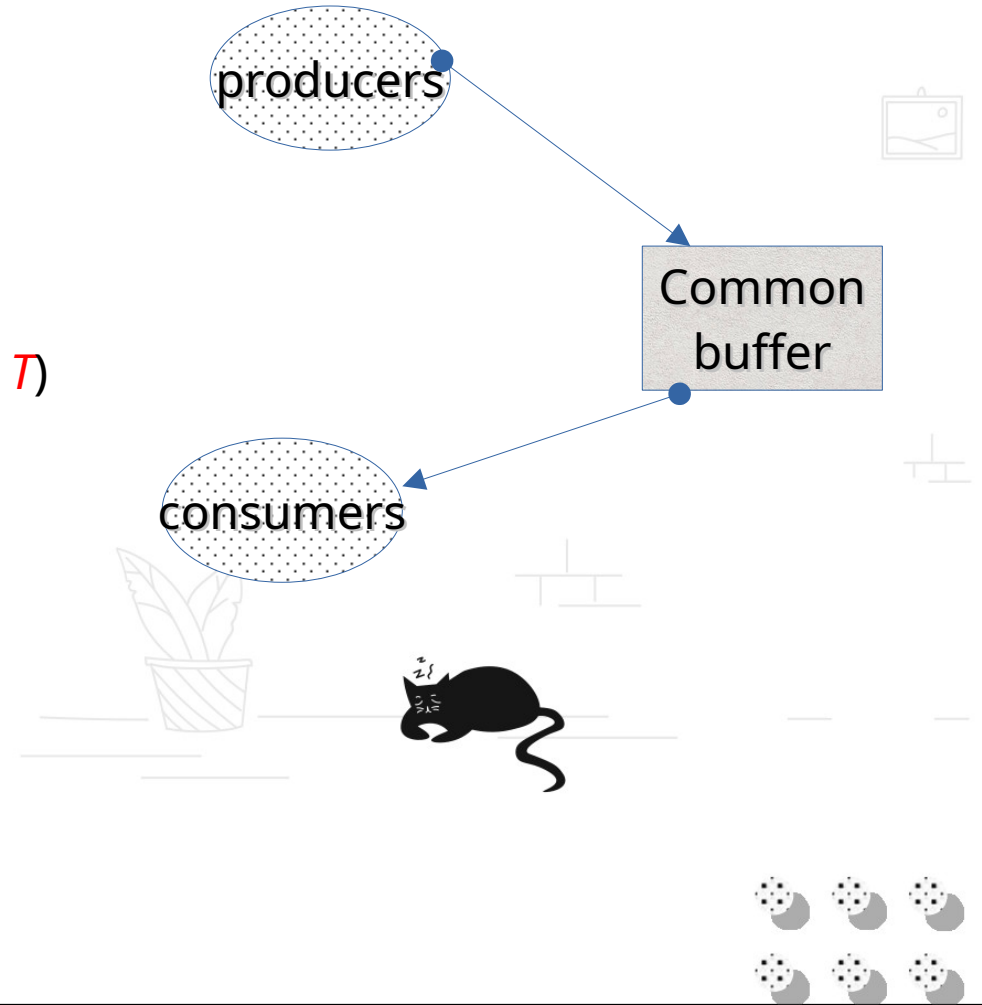 producers
Common
buffer
T)
consumers
z
z